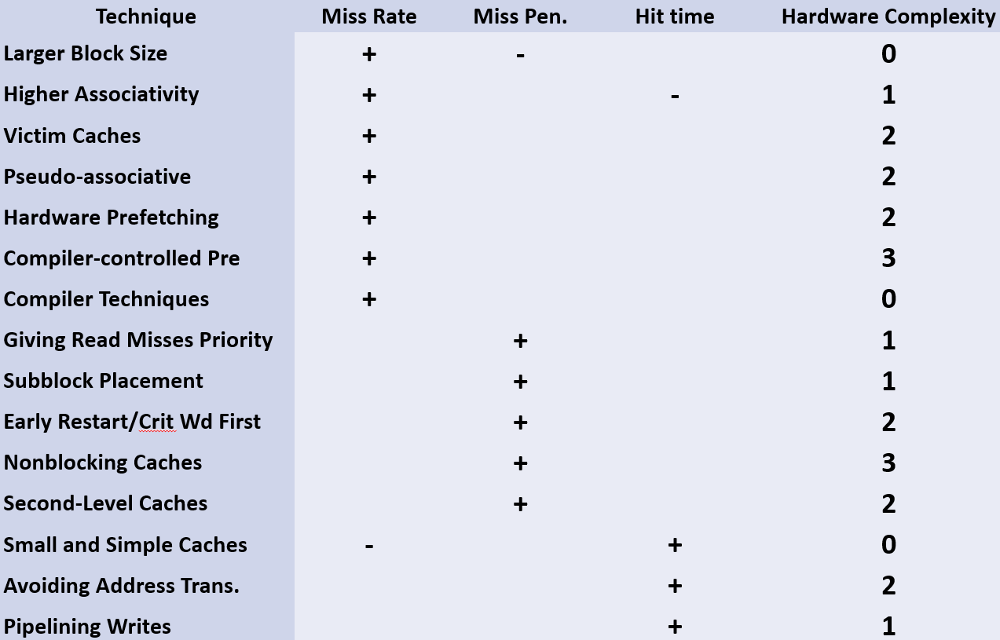 Technique Miss Rate Miss Pen. Hit time Hardware Complexity
Larger Block Size + - 0
Higher Associativity + - 1
Victim Caches + 2
Pseudo-associative + 2
Hardware Prefetching + 2
Compiler-controlled Pre + 3
Compiler Techniques + 0
Giving Read Misses Priority + 1
Subblock Placement + 1
Early Restart/Crit Wd First + 2
Nonblocking Caches + 3
Second-Level Caches + 2
Small and Simple Caches - + 0
Avoiding Address Trans. + 2
Pipelining Writes + 1